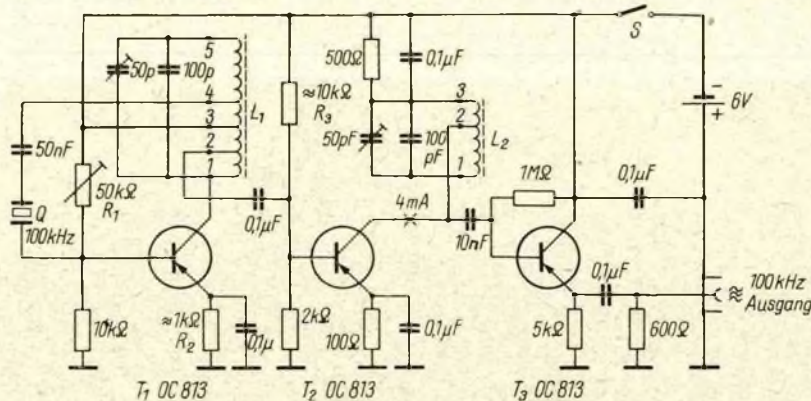 5
50p
100p
4
3
2
1
L₁
50nF
Q
100kHz
50kΩ
R₁
10kΩ
≈1kΩ
R₂
0,1µ
0,1µF
≈10kΩ
R₃
2kΩ
500Ω
0,1µF
50pF
100
pF
3
2
1
L₂
4mA
10nF
100Ω
0,1µF
1MΩ
0,1µF
0,1µF
5kΩ
600Ω
S
−
+
6V
100kHz
Ausgang
T₁ OC 813
T₂ OC 813
T₃ OC 813